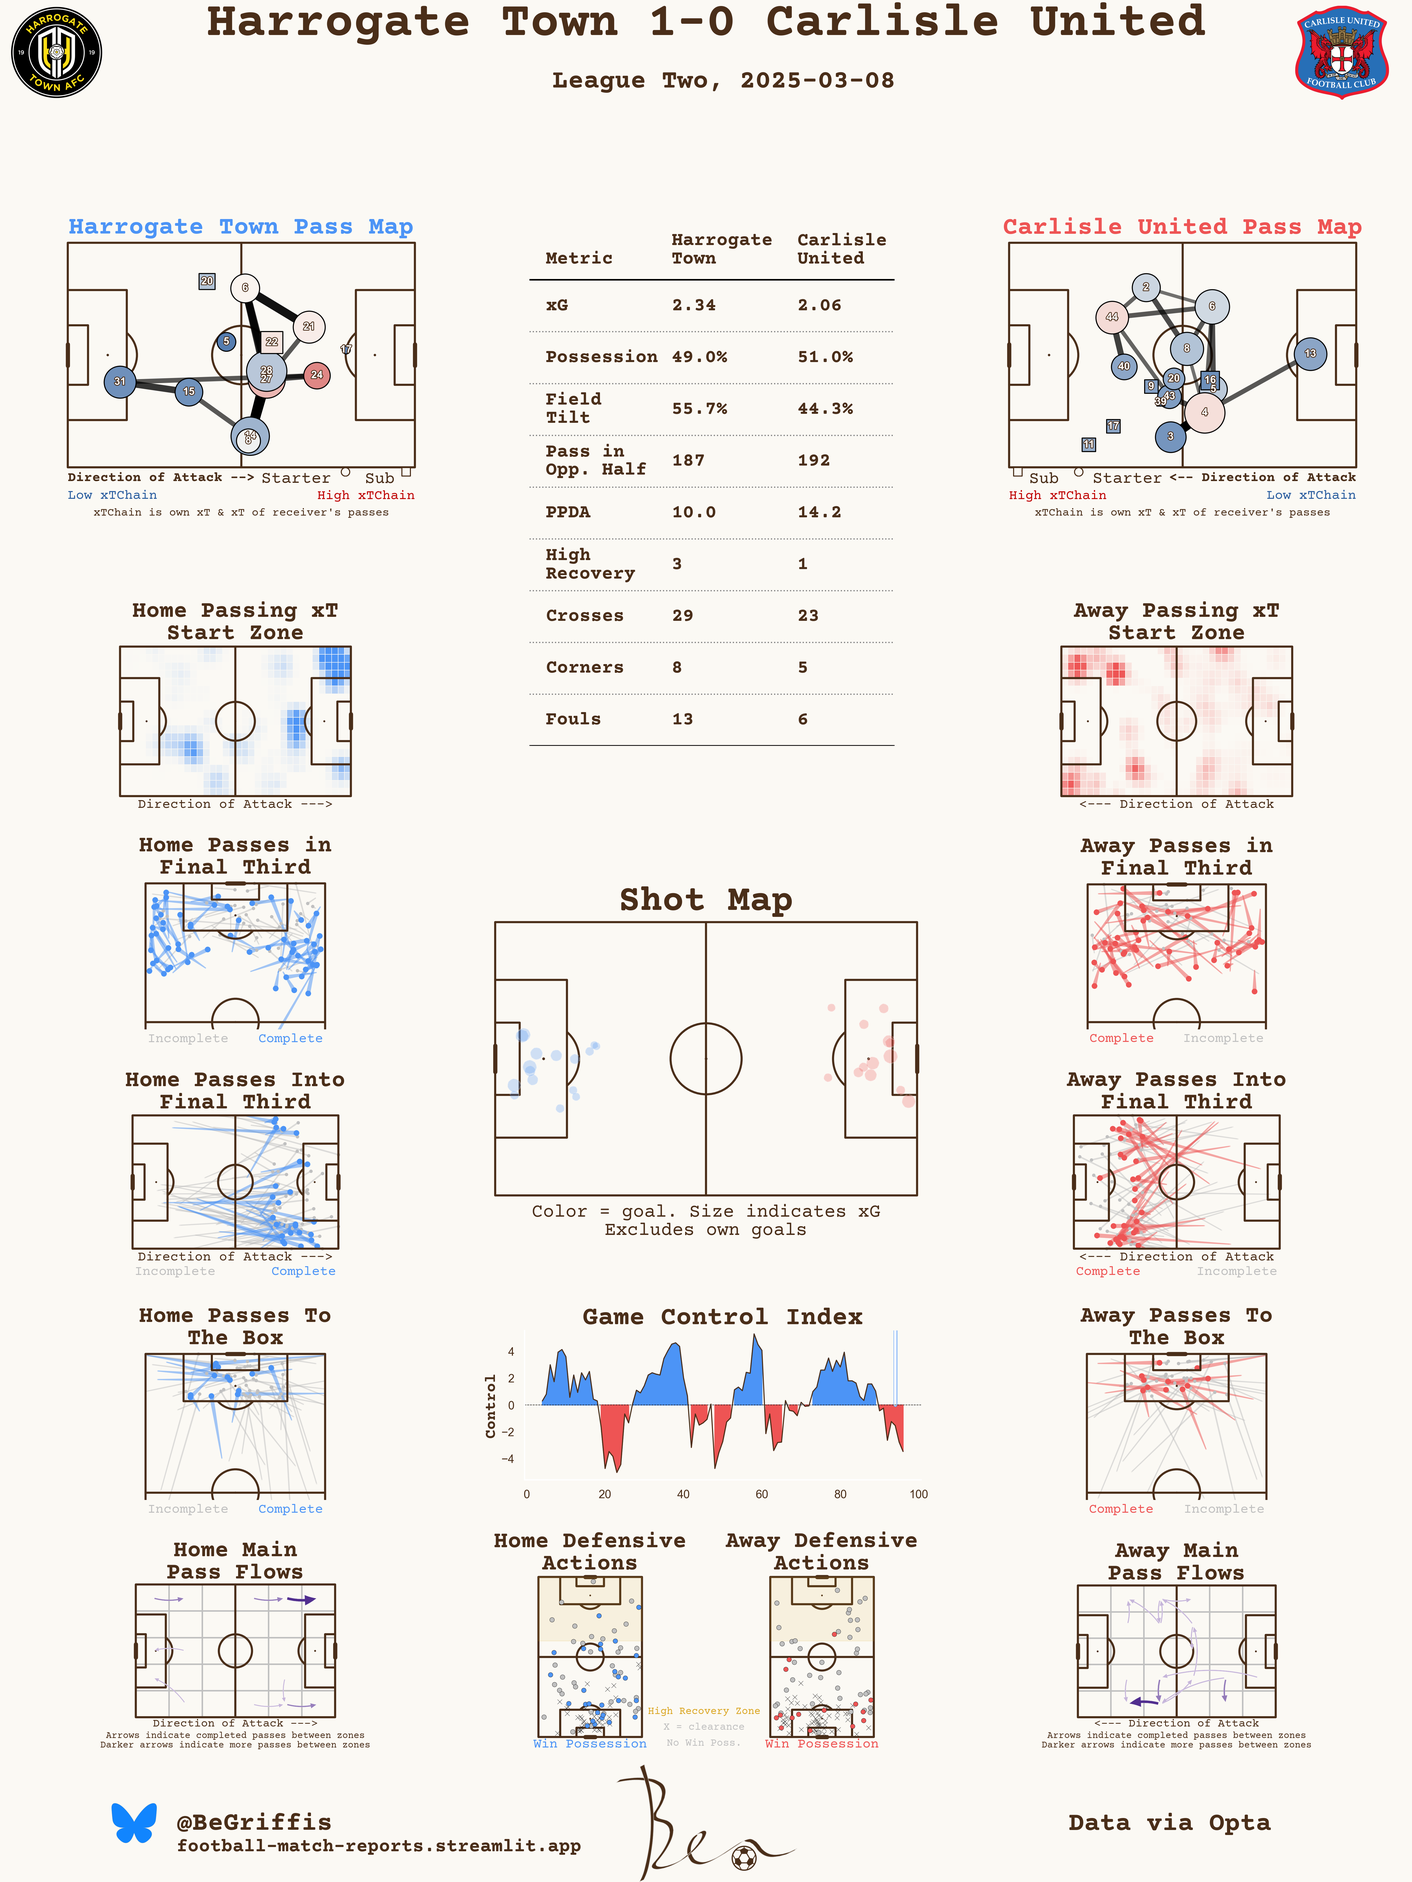 Harrogate Town 1-0 Carlisle United
League Two, 2025-03-08
HARROGATE
19 19
TOWN AFC
CARLISLE UNITED
FOOTBALL CLUB
Harrogate Town Pass Map
20
6
21
5
22
17
28
27
24
31
15
14
8
Direction of Attack --> Starter Sub
Low xTChain High xTChain
xTChain is own xT & xT of receiver's passes
Metric Harrogate Town Carlisle United
xG 2.34 2.06
Possession 49.0% 51.0%
Field Tilt 55.7% 44.3%
Pass in Opp. Half 187 192
PPDA 10.0 14.2
High Recovery 3 1
Crosses 29 23
Corners 8 5
Fouls 13 6
Carlisle United Pass Map
2
6
44
8
13
40
20
16
9
5
43
39
4
17
3
11
Sub Starter <-- Direction of Attack
High xTChain Low xTChain
xTChain is own xT & xT of receiver's passes
Home Passing xT
Start Zone
Direction of Attack --->
Away Passing xT
Start Zone
<--- Direction of Attack
Home Passes in
Final Third
Incomplete Complete
Away Passes in
Final Third
Complete Incomplete
Shot Map
Color = goal. Size indicates xG
Excludes own goals
Home Passes Into
Final Third
Direction of Attack --->
Incomplete Complete
Away Passes Into
Final Third
<--- Direction of Attack
Complete Incomplete
Home Passes To
The Box
Incomplete Complete
Game Control Index
Control
4
2
0
−2
−4
0 20 40 60 80 100
Away Passes To
The Box
Complete Incomplete
Home Main
Pass Flows
Direction of Attack --->
Arrows indicate completed passes between zones
Darker arrows indicate more passes between zones
Home Defensive
Actions
Win Possession
High Recovery Zone
X = clearance
No Win Poss.
Away Defensive
Actions
Win Possession
Away Main
Pass Flows
<--- Direction of Attack
Arrows indicate completed passes between zones
Darker arrows indicate more passes between zones
@BeGriffis
football-match-reports.streamlit.app
Ben
Data via Opta